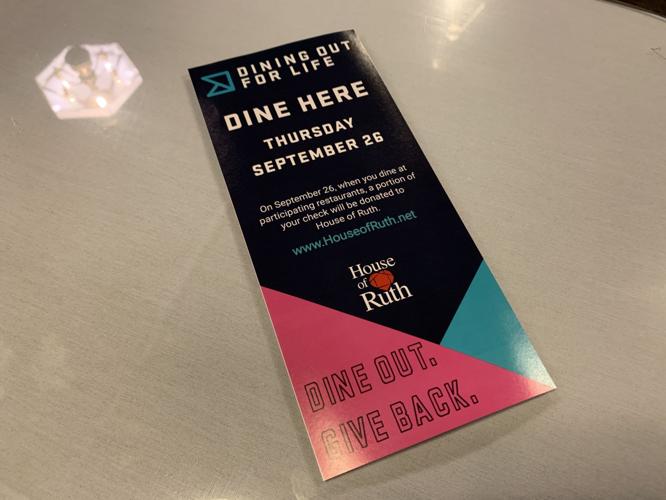 DINING OUT
FOR LIFE
DINE HERE
THURSDAY
SEPTEMBER 26
On September 26, when you dine at
participating restaurants, a portion of
your check will be donated to
House of Ruth.
www.HouseofRuth.net
House
of
Ruth
DINE OUT.
GIVE BACK.